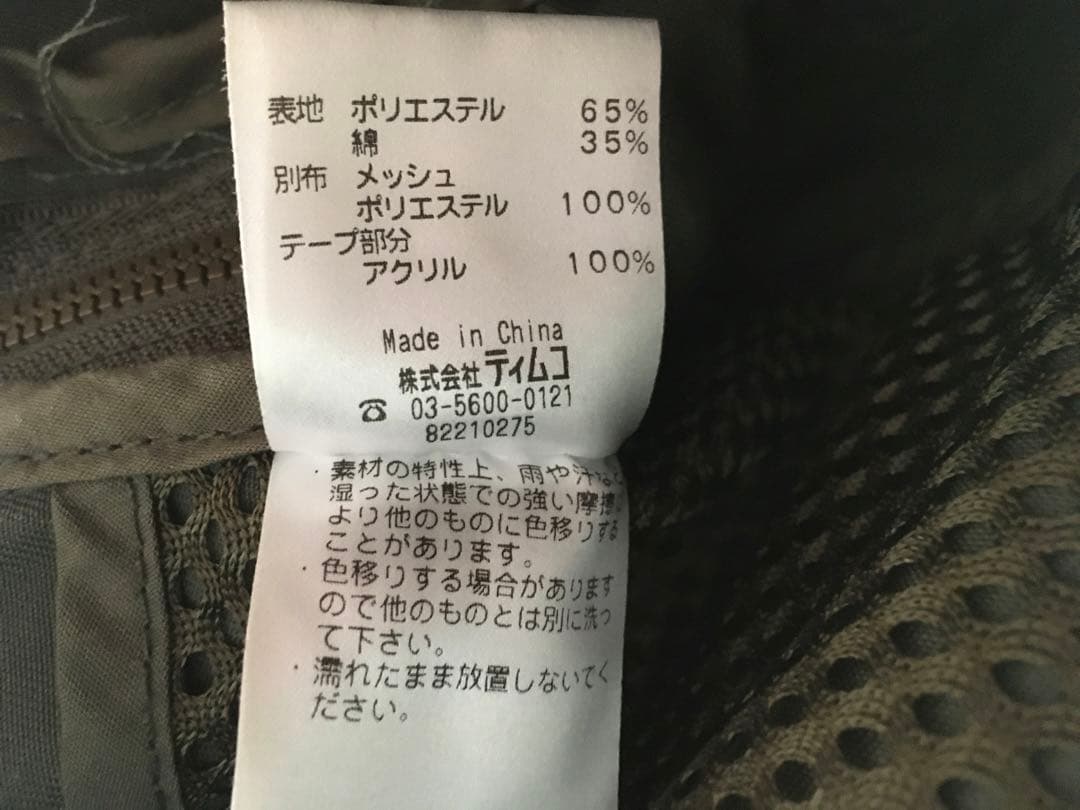 表地 ポリエステル 65%
綿 35%
別布 メッシュ
ポリエステル 100%
テープ部分
アクリル 100%
Made in China
株式会社ティムコ
☎ 03-5600-0121
82210275
・素材の特性上、雨や汗など
湿った状態での強い摩擦
より他のものに色移りする
ことがあります。
・色移りする場合があります
ので他のものとは別に洗っ
て下さい。
・濡れたまま放置しないでく
ださい。